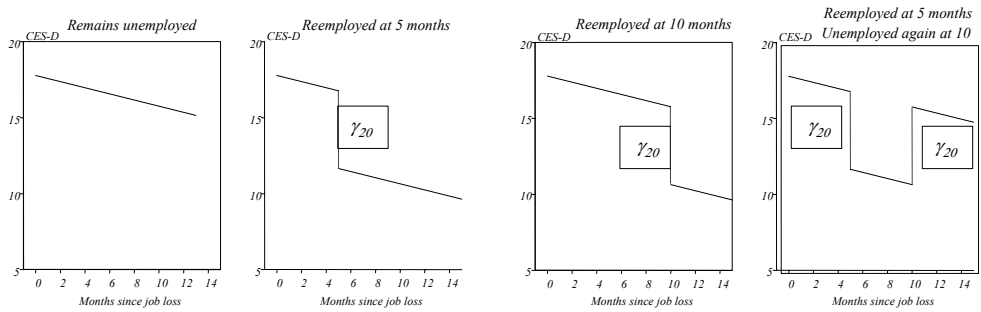 Remains unemployed
CES-D
20
15
10
5
0 2 4 6 8 10 12 14
Months since job loss
Reemployed at 5 months
CES-D
20
15
10
5
γ20
0 2 4 6 8 10 12 14
Months since job loss
Reemployed at 10 months
CES-D
20
15
10
5
γ20
0 2 4 6 8 10 12 14
Months since job loss
Reemployed at 5 months
Unemployed again at 10
CES-D
20
15
10
5
γ20
γ20
0 2 4 6 8 10 12 14
Months since job loss